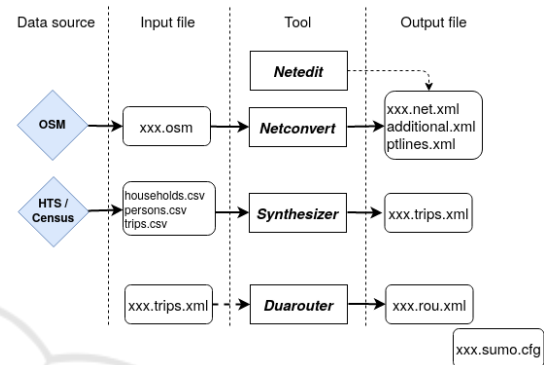 Data source
Input file
Tool
Output file
Netedit
OSM
xxx.osm
Netconvert
xxx.net.xml
additional.xml
ptlines.xml
HTS /
Census
households.csv
persons.csv
trips.csv
Synthesizer
xxx.trips.xml
xxx.trips.xml
Duarouter
xxx.rou.xml
xxx.sumo.cfg